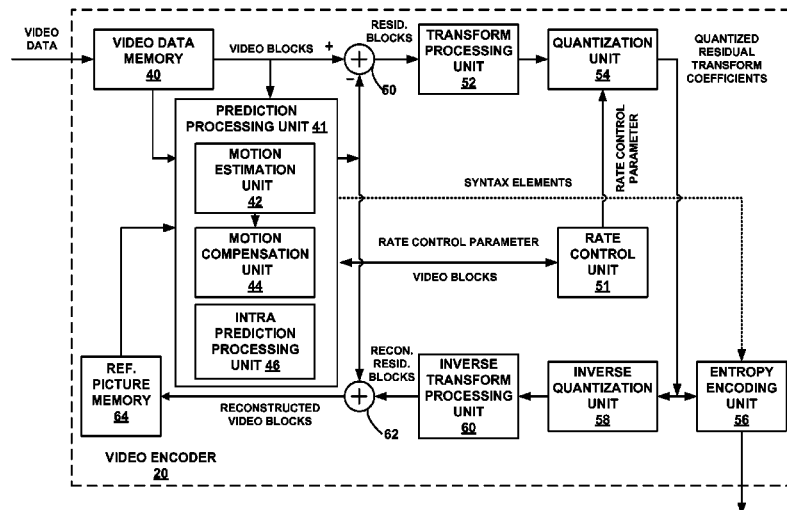 VIDEO
DATA
VIDEO DATA
MEMORY
40
VIDEO BLOCKS
+
–
50
RESID.
BLOCKS
TRANSFORM
PROCESSING
UNIT
52
QUANTIZATION
UNIT
54
QUANTIZED
RESIDUAL
TRANSFORM
COEFFICIENTS
PREDICTION
PROCESSING UNIT 41
MOTION
ESTIMATION
UNIT
42
MOTION
COMPENSATION
UNIT
44
INTRA
PREDICTION
PROCESSING
UNIT 46
SYNTAX ELEMENTS
RATE CONTROL
PARAMETER
RATE CONTROL PARAMETER
VIDEO BLOCKS
RATE
CONTROL
UNIT
51
REF.
PICTURE
MEMORY
64
RECONSTRUCTED
VIDEO BLOCKS
62
RECON.
RESID.
BLOCKS
INVERSE
TRANSFORM
PROCESSING
UNIT
60
INVERSE
QUANTIZATION
UNIT
58
ENTROPY
ENCODING
UNIT
56
VIDEO ENCODER
20